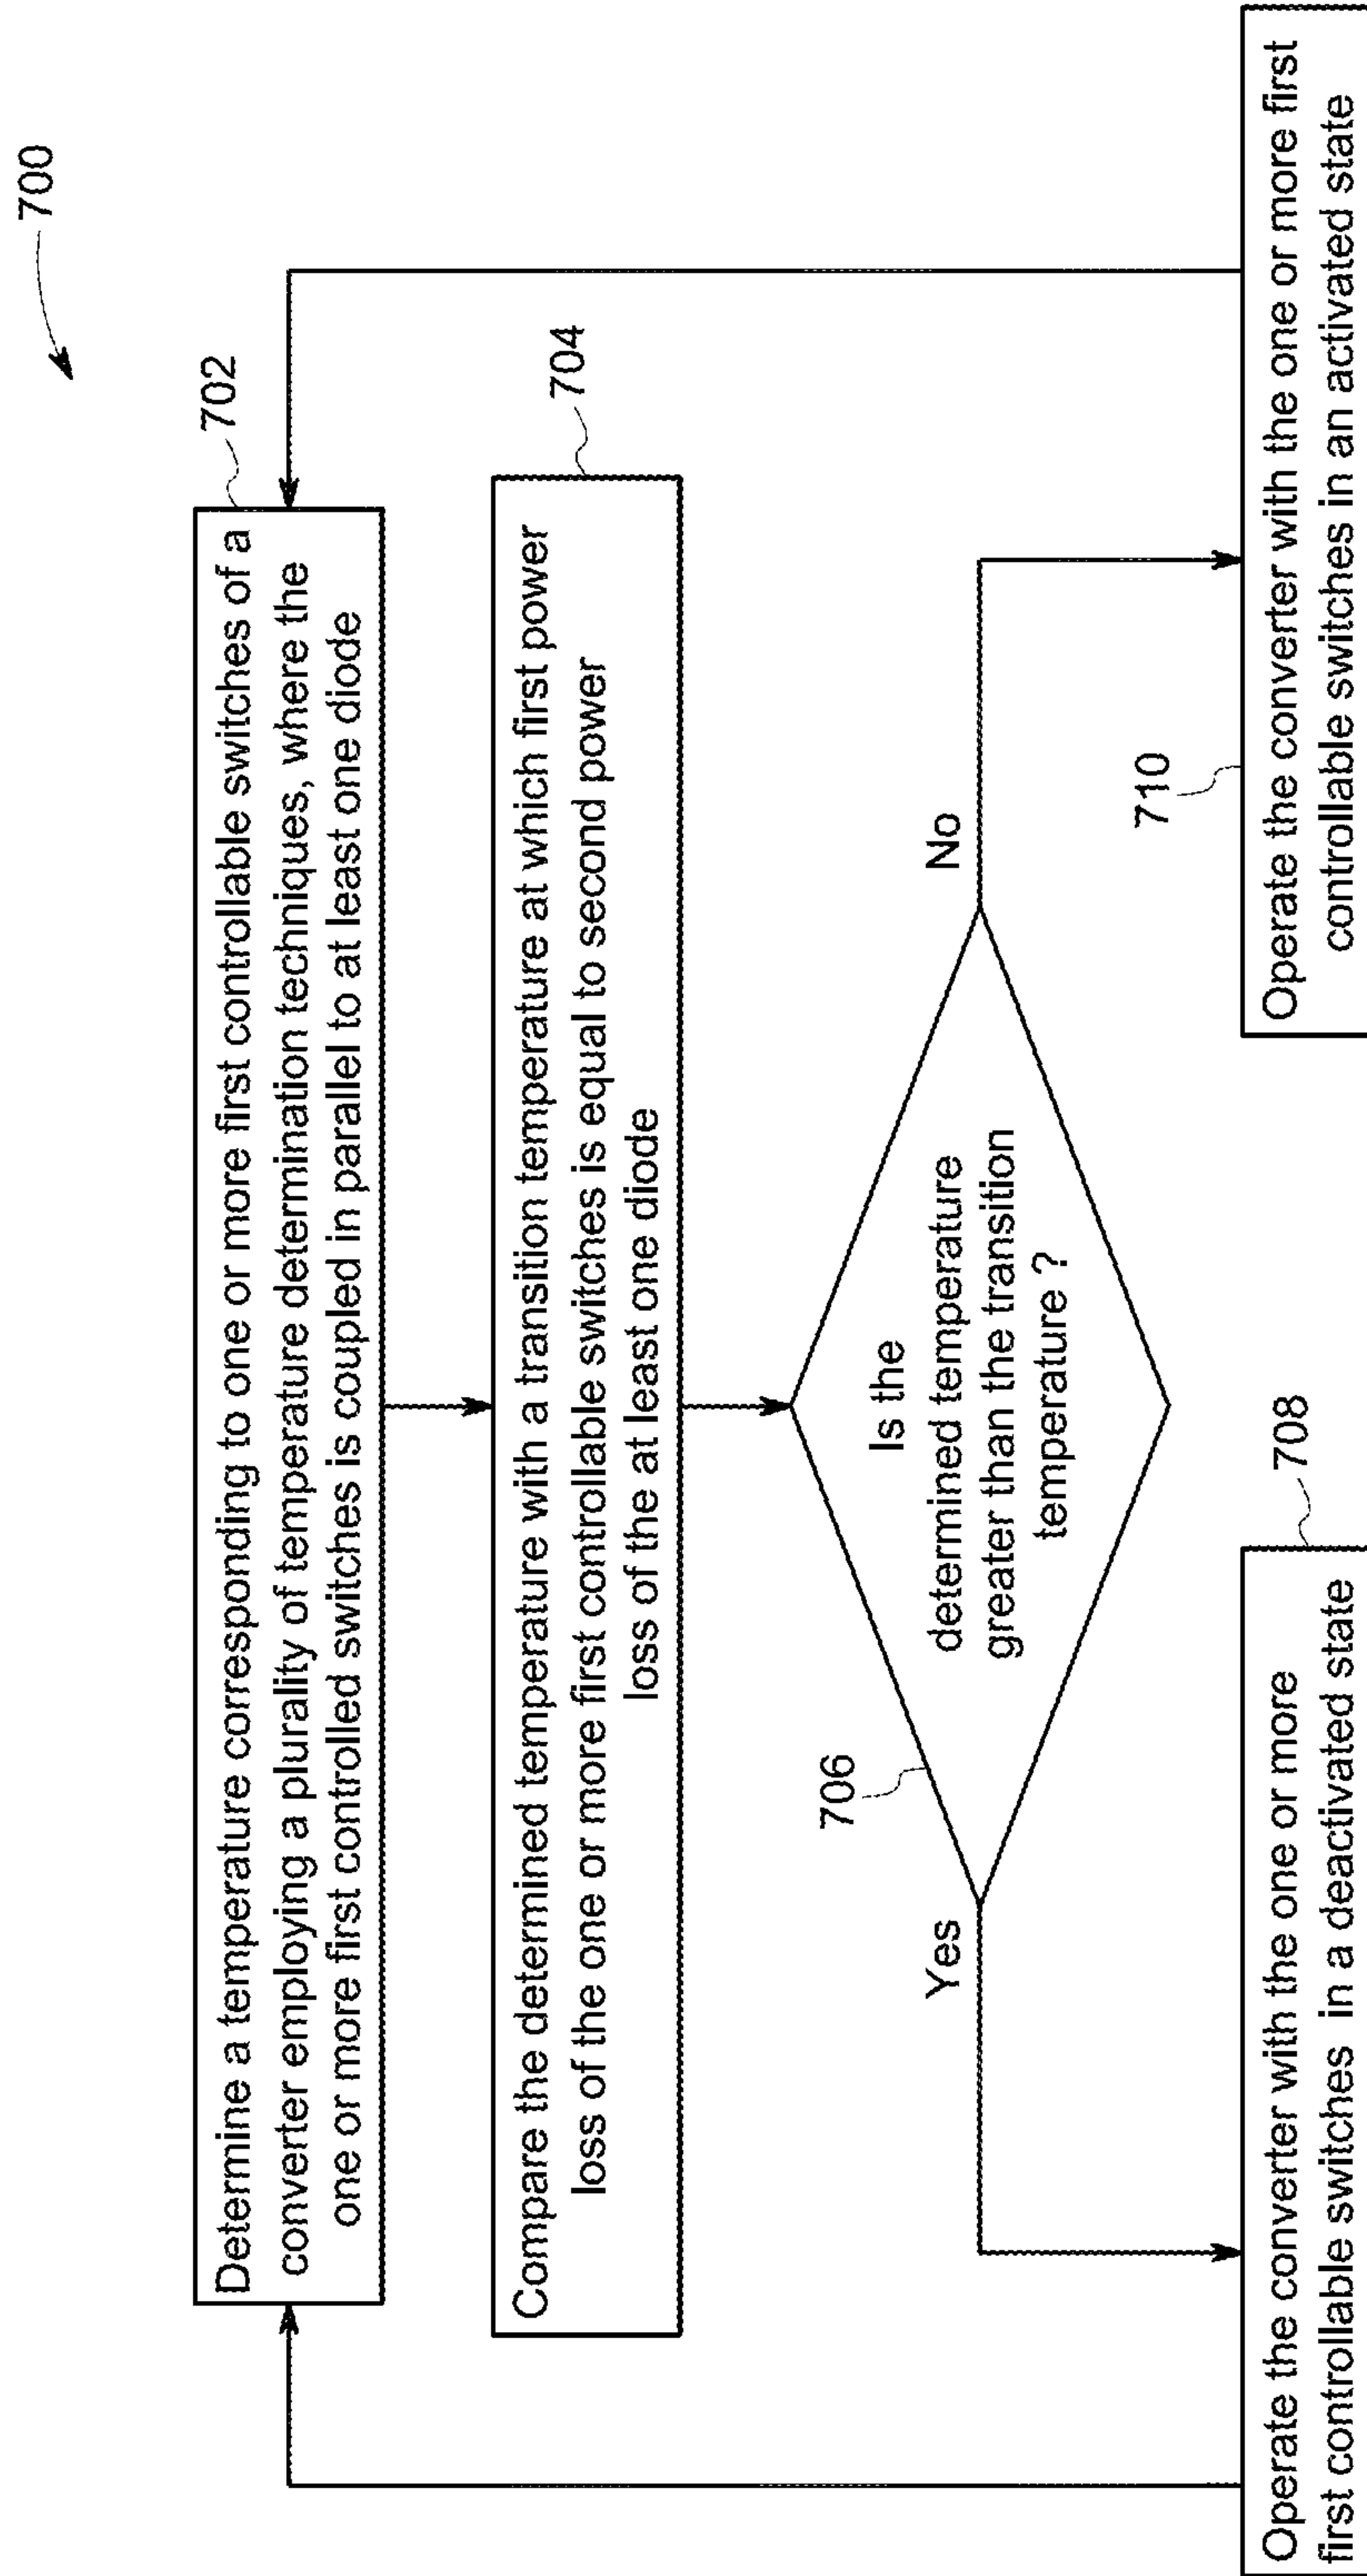 700
702
Determine a temperature corresponding to one or more first controllable switches of a
converter employing a plurality of temperature determination techniques, where the
one or more first controlled switches is coupled in parallel to at least one diode
704
Compare the determined temperature with a transition temperature at which first power
loss of the one or more first controllable switches is equal to second power
loss of the at least one diode
706
Is the
determined temperature
greater than the transition
temperature ?
Yes
No
708
Operate the converter with the one or more
first controllable switches in a deactivated state
710
Operate the converter with the one or more first
controllable switches in an activated state